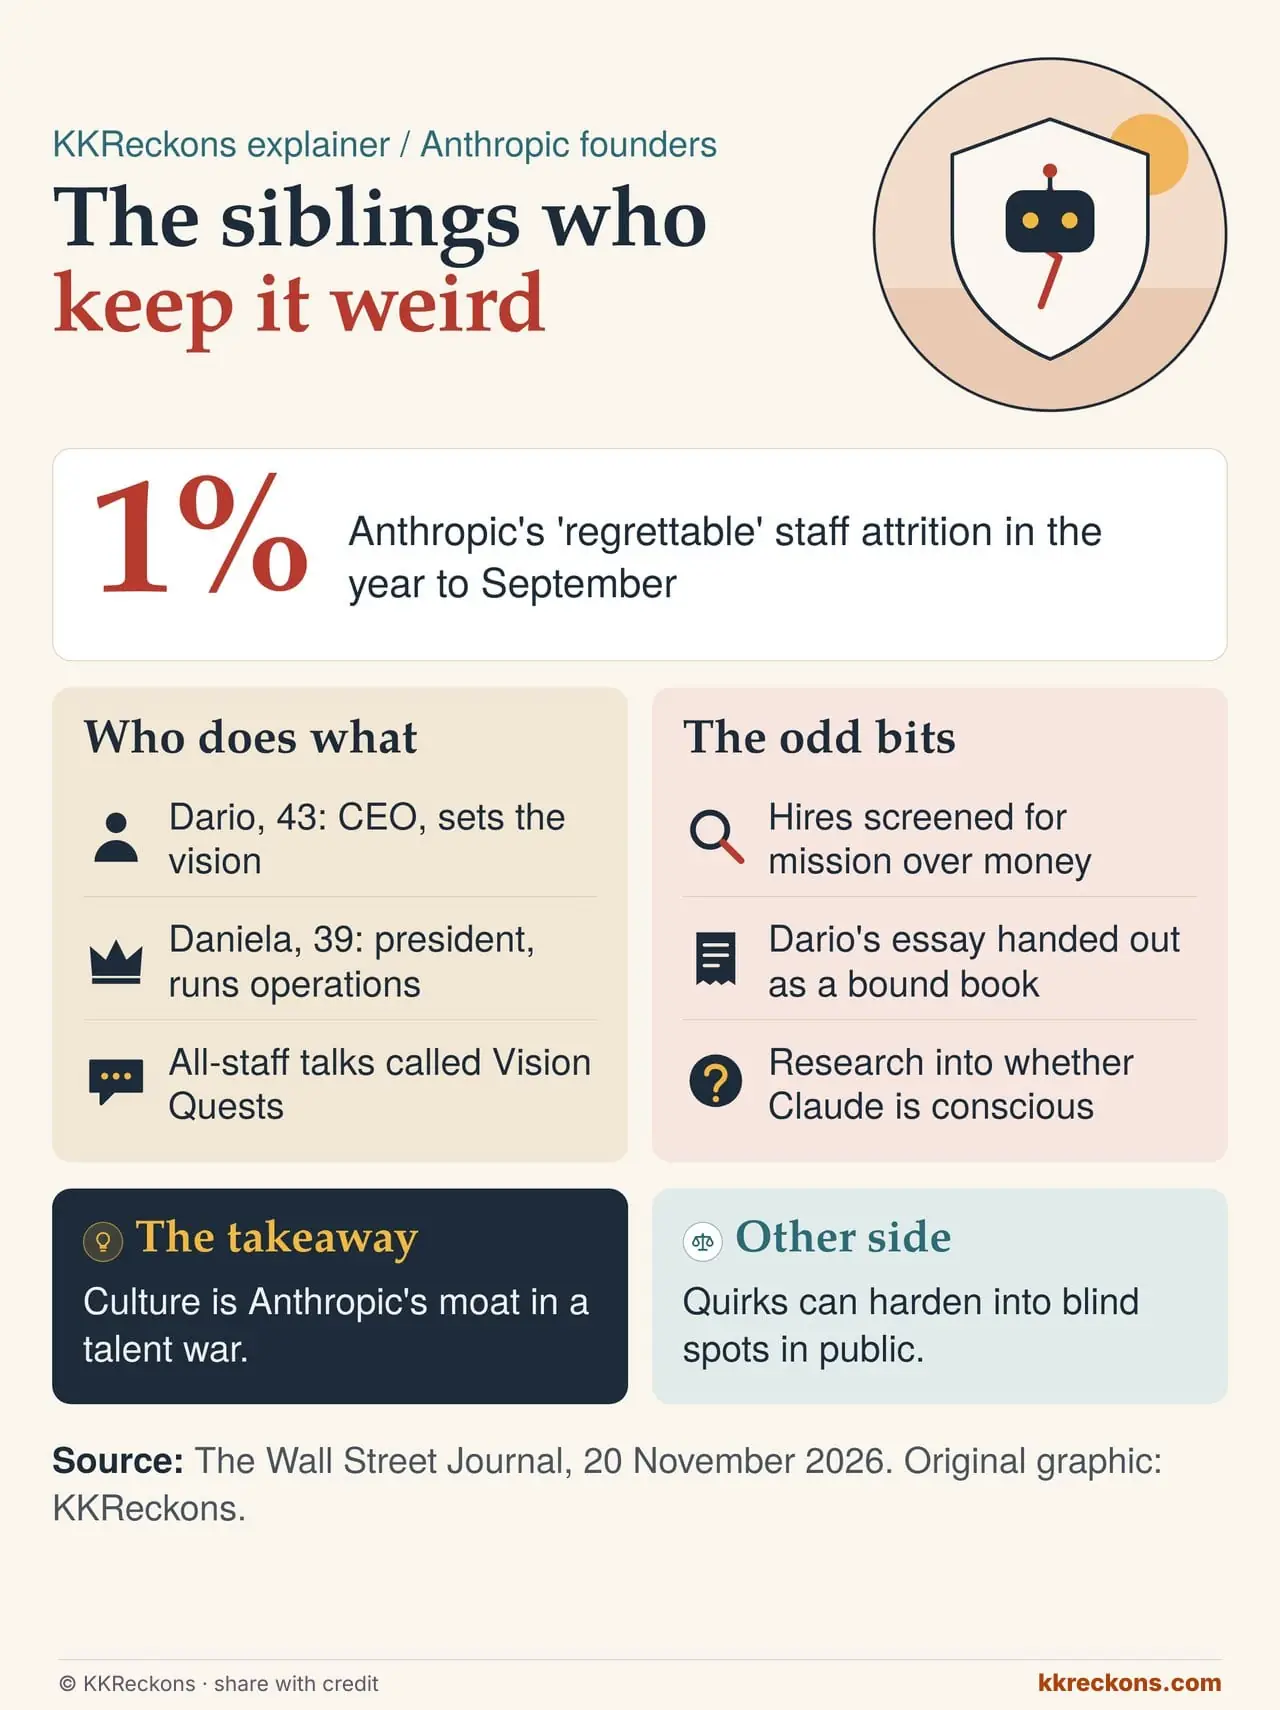 KKReckons explainer / Anthropic founders
The siblings who
keep it weird
1%
Anthropic's 'regrettable' staff attrition in the
year to September
Who does what
Dario, 43: CEO, sets the
vision
Daniela, 39: president,
runs operations
All-staff talks called Vision
Quests
The odd bits
Hires screened for
mission over money
Dario's essay handed out
as a bound book
Research into whether
Claude is conscious
The takeaway
Culture is Anthropic's moat in a
talent war.
Other side
Quirks can harden into blind
spots in public.
Source: The Wall Street Journal, 20 November 2026. Original graphic:
KKReckons.
© KKReckons · share with credit
kkreckons.com